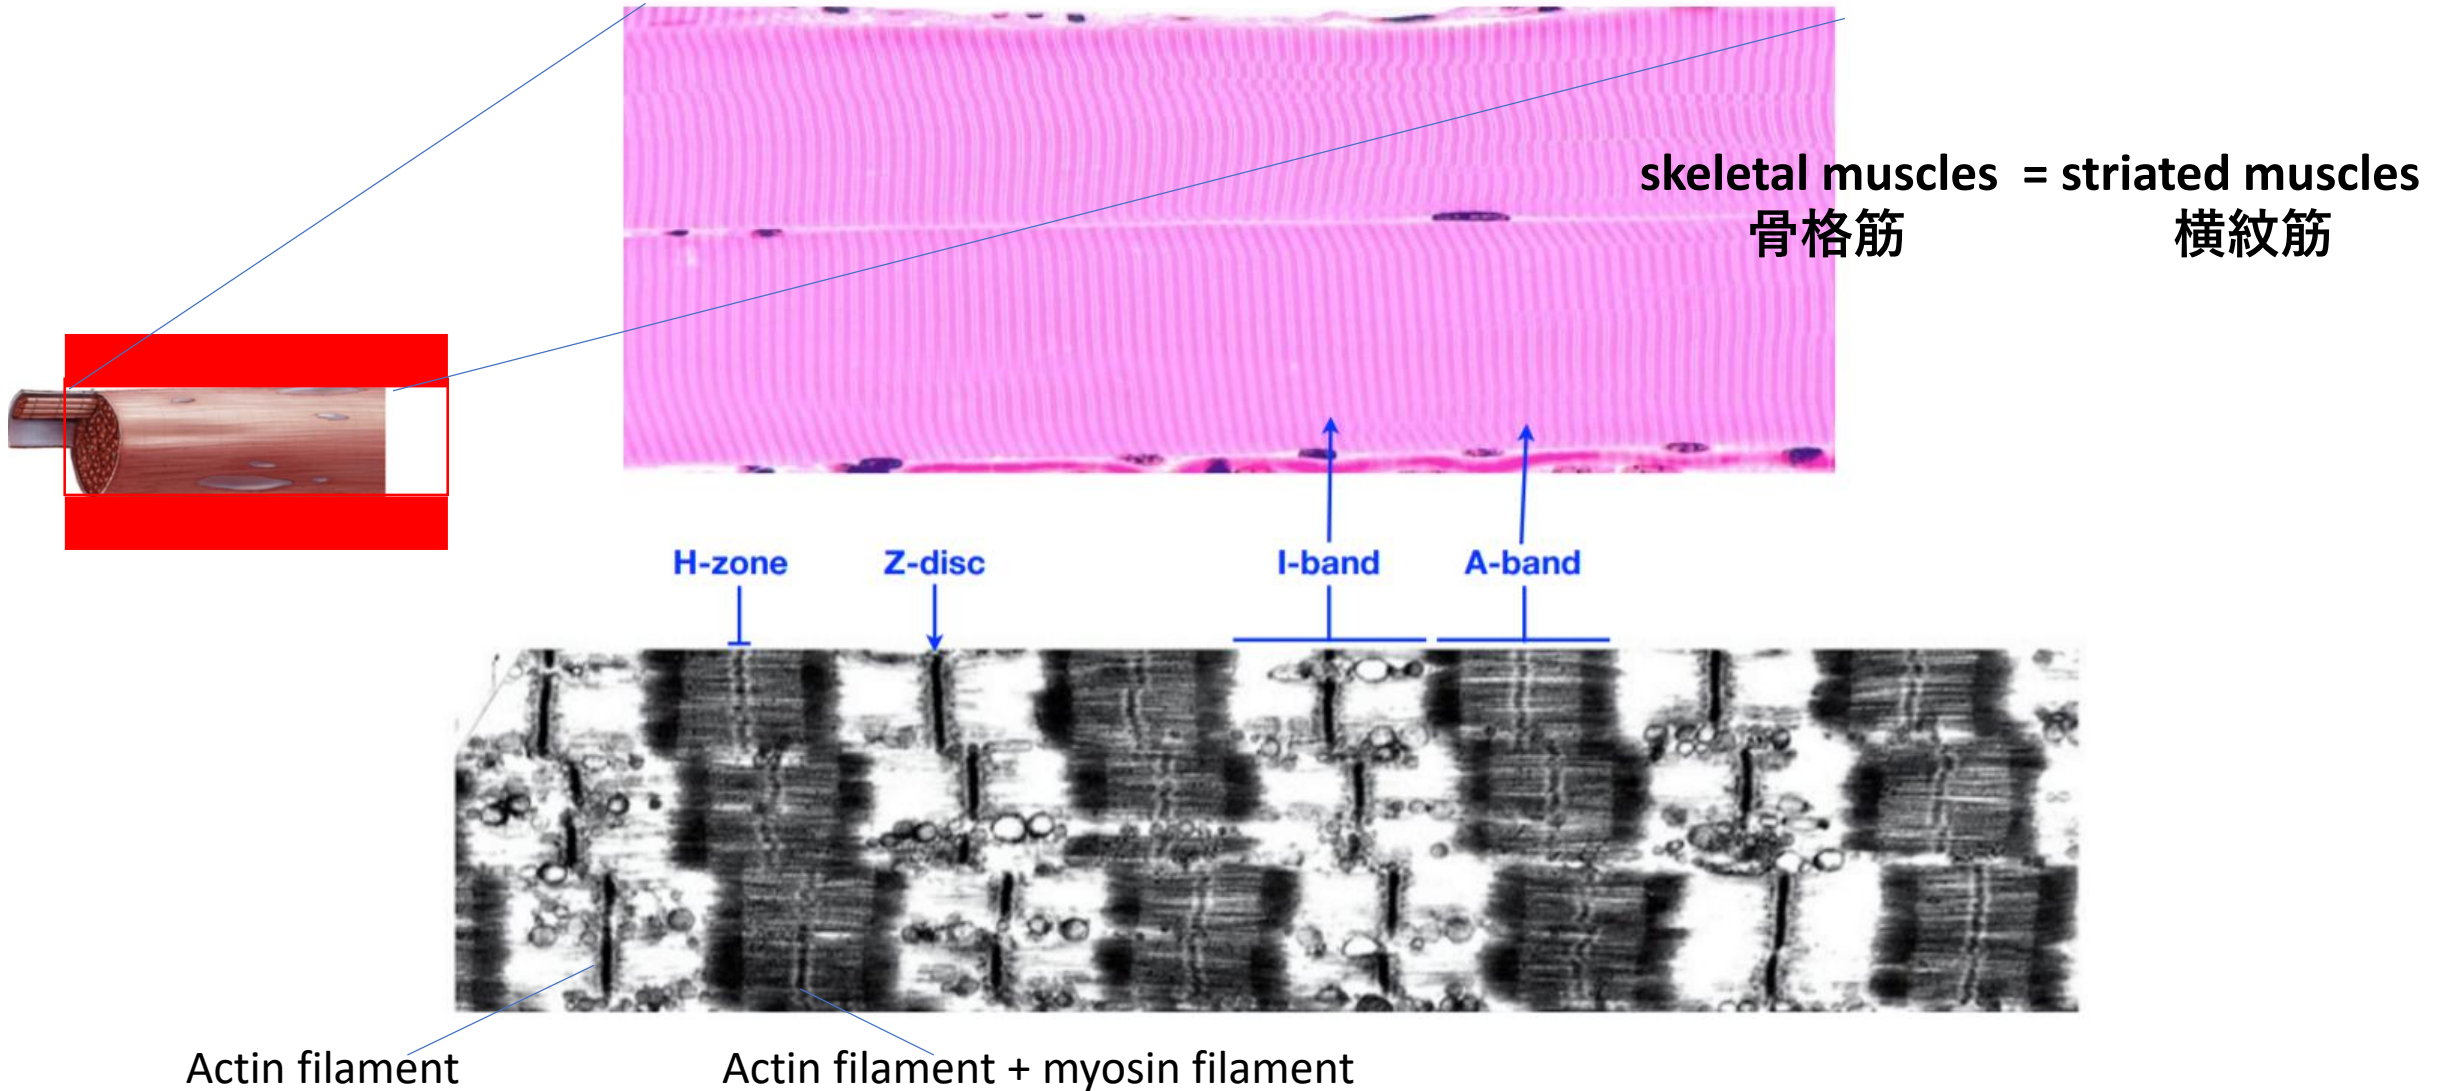 skeletal muscles = striated muscles
骨格筋 横紋筋
H-zone Z-disc I-band A-band
Actin filament Actin filament + myosin filament